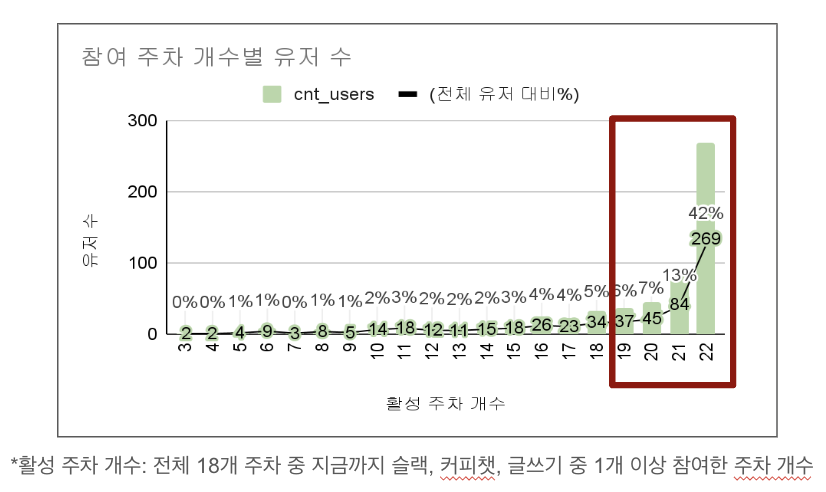 참여 주차 개수별 유저 수
cnt_users (전체 유저 대비%)
300
200
100
0
유저 수
0% 0% 1% 1% 0% 1% 1% 2% 3% 2% 2% 2% 3% 4% 4% 5% 6% 7% 13% 42%
2 2 4 9 3 8 5 14 18 12 11 15 18 26 23 34 37 45 84 269
3 4 5 6 7 8 9 10 11 12 13 14 15 16 17 18 19 20 21 22
활성 주차 개수
*활성 주차 개수: 전체 18개 주차 중 지금까지 슬랙, 커피챗, 글쓰기 중 1개 이상 참여한 주차 개수